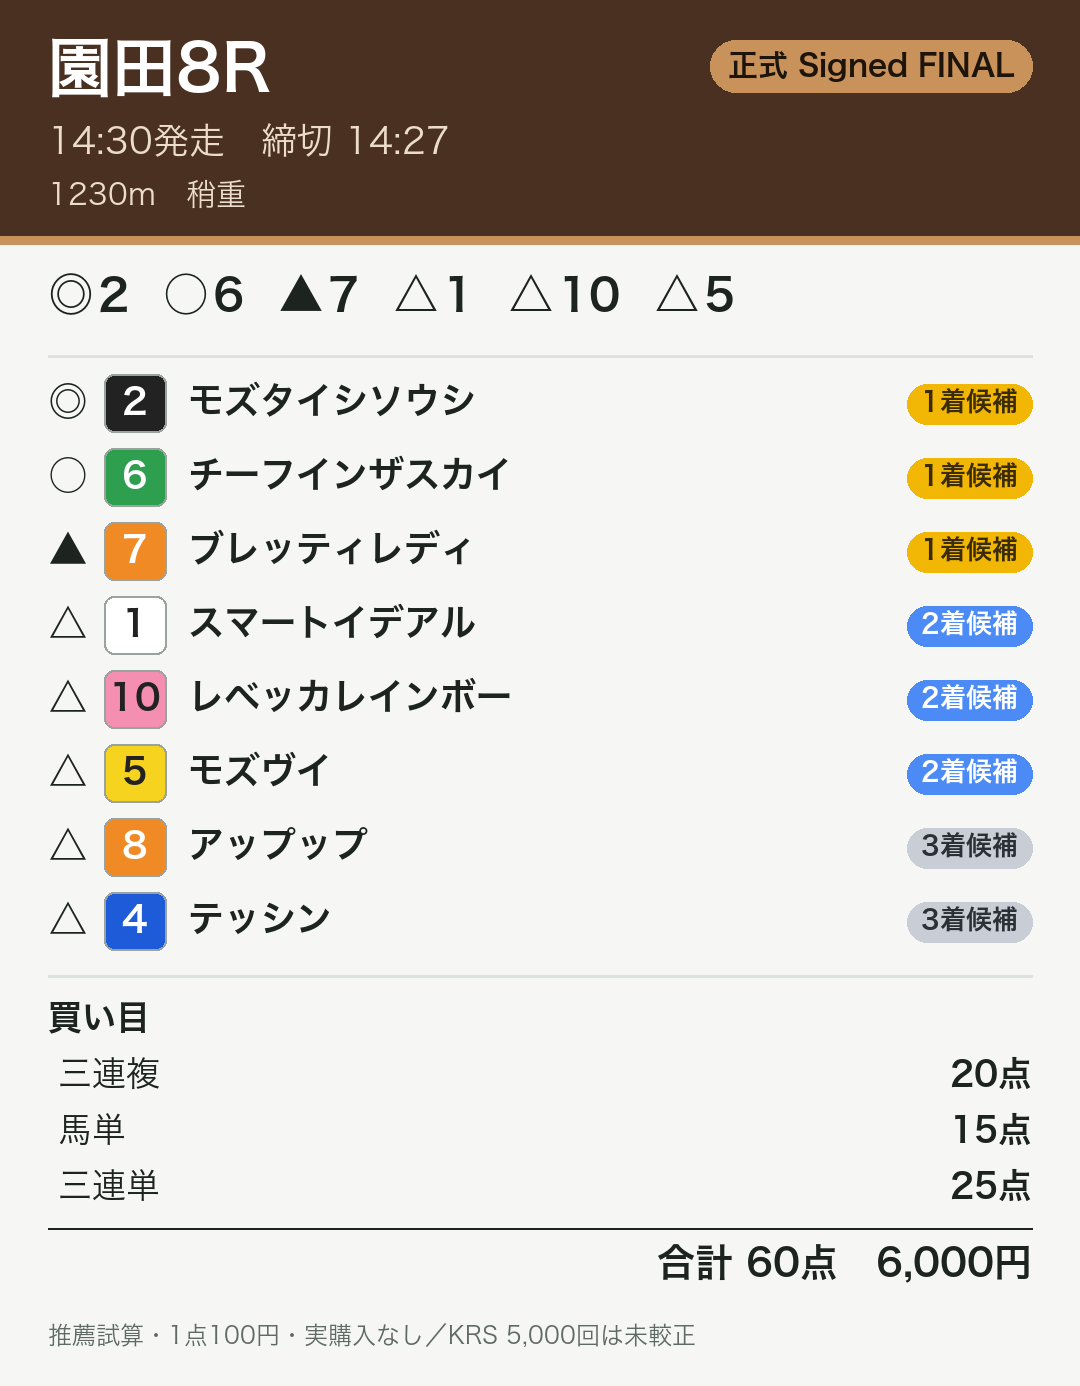 園田8R
正式 Signed FINAL
14:30発走　締切 14:27
1230m　稍重
◎2 ○6 ▲7 △1 △10 △5
◎ 2 モズタイシソウシ 1着候補
○ 6 チーフインザスカイ 1着候補
▲ 7 ブレッティレディ 1着候補
△ 1 スマートイデアル 2着候補
△ 10 レベッカレインボー 2着候補
△ 5 モズヴイ 2着候補
△ 8 アップップ 3着候補
△ 4 テッシン 3着候補
買い目
三連複 20点
馬単 15点
三連単 25点
合計 60点　6,000円
推薦試算・1点100円・実購入なし／KRS 5,000回は未較正